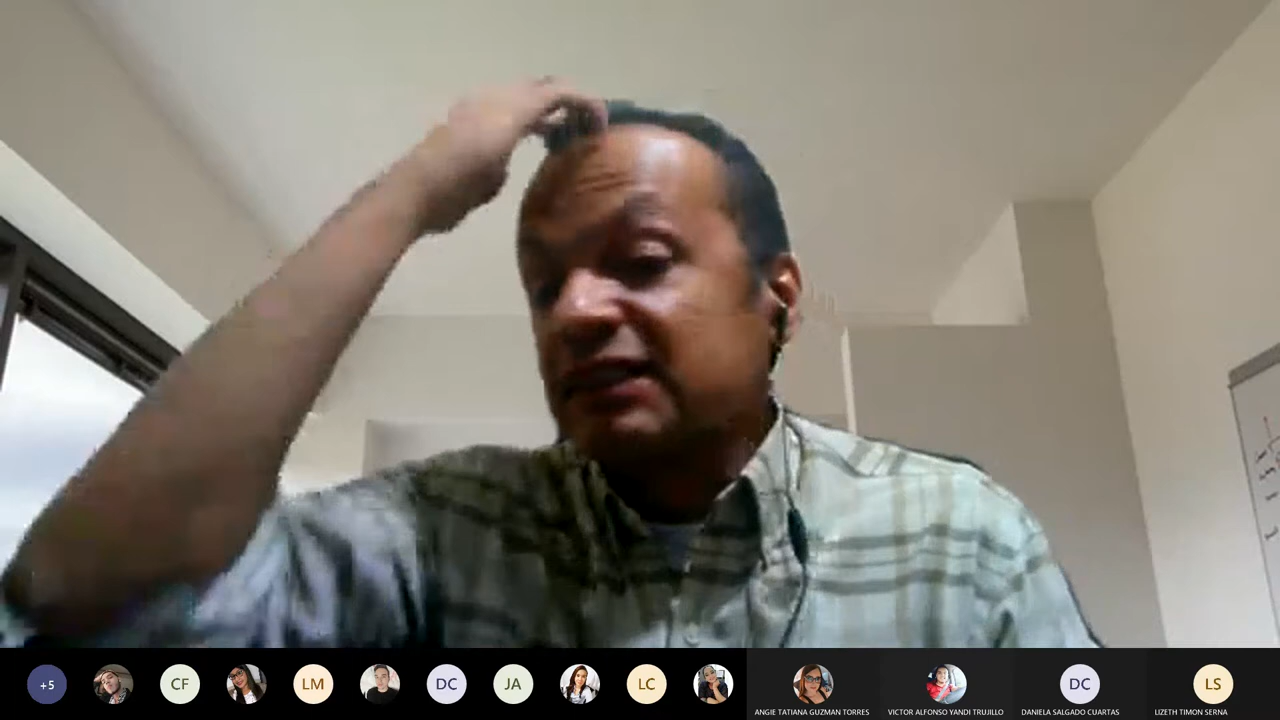 +5
CF
LM
DC
JA
LC
DC
LS
ANGIE TATIANA GUZMAN TORRES
VICTOR ALFONSO YANDI TRUJILLO
DANIELA SALGADO CUARTAS
LIZETH TIMON SERNA